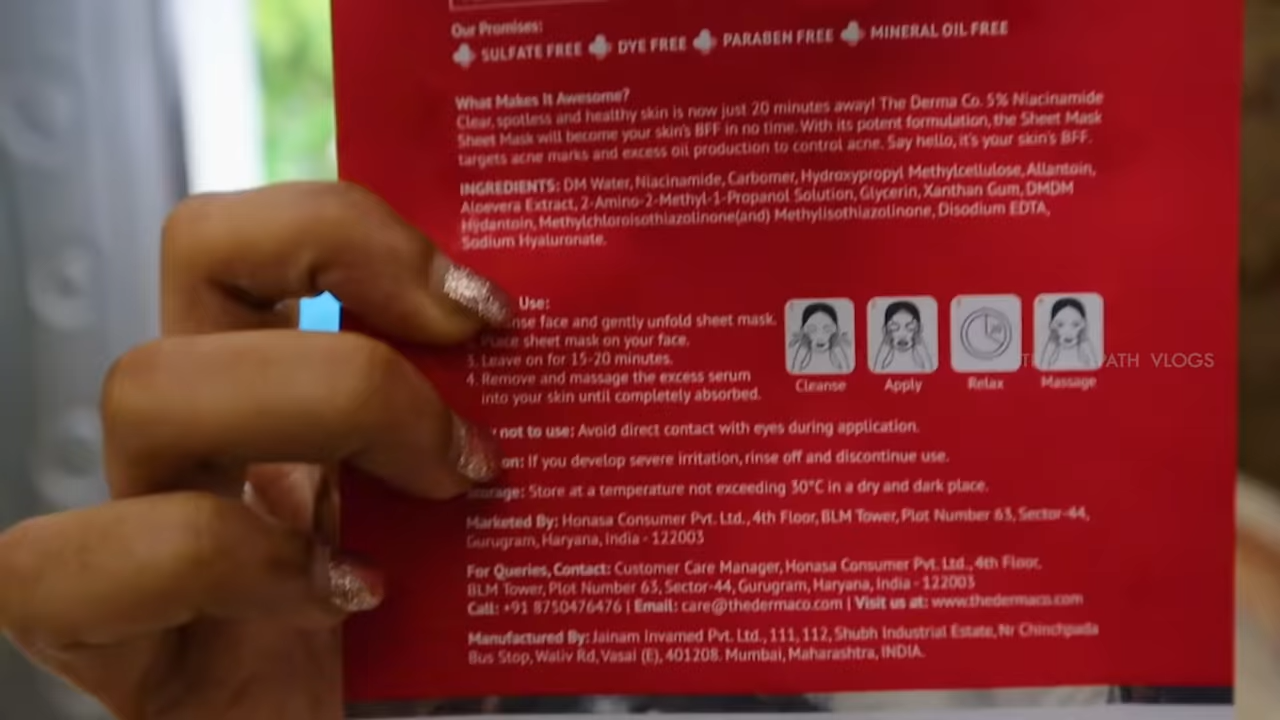 Our Promises:
SULFATE FREE DYE FREE PARABEN FREE MINERAL OIL FREE
What Makes It Awesome?
Clear, spotless and healthy skin is now just 20 minutes away! The Derma Co. 5% Niacinamide
Sheet Mask will become your skin's BFF in no time. With its potent formulation, the Sheet Mask
targets acne marks and excess oil production to control acne. Say hello, it's your skin's BFF.
INGREDIENTS: DM Water, Niacinamide, Carbomer, Hydroxypropyl Methylcellulose, Allantoin,
Aloevera Extract, 2-Amino-2-Methyl-1-Propanol Solution, Glycerin, Xanthan Gum, DMDM
Hydantoin, Methylchloroisothiazolinone(and) Methylisothiazolinone, Disodium EDTA,
Sodium Hyaluronate.
Use:
nse face and gently unfold sheet mask.
Place sheet mask on your face.
3. Leave on for 15-20 minutes.
4. Remove and massage the excess serum
into your skin until completely absorbed.
Cleanse Apply Relax Massage
PATH VLOGS
not to use: Avoid direct contact with eyes during application.
on: If you develop severe irritation, rinse off and discontinue use.
Storage: Store at a temperature not exceeding 30°C in a dry and dark place.
Marketed By: Honasa Consumer Pvt. Ltd., 4th Floor, BLM Tower, Plot Number 63, Sector-44,
Gurugram, Haryana, India - 122003
For Queries, Contact: Customer Care Manager, Honasa Consumer Pvt. Ltd., 4th Floor,
BLM Tower, Plot Number 63, Sector-44, Gurugram, Haryana, India - 122003
Call: +91 8750476476 | Email: care@thedermaco.com | Visit us at: www.thedermaco.com
Manufactured By: Jainam Invamed Pvt. Ltd., 111, 112, Shubh Industrial Estate, Nr Chinchpada
Bus Stop, Waliv Rd, Vasai (E), 401208. Mumbai, Maharashtra, INDIA.